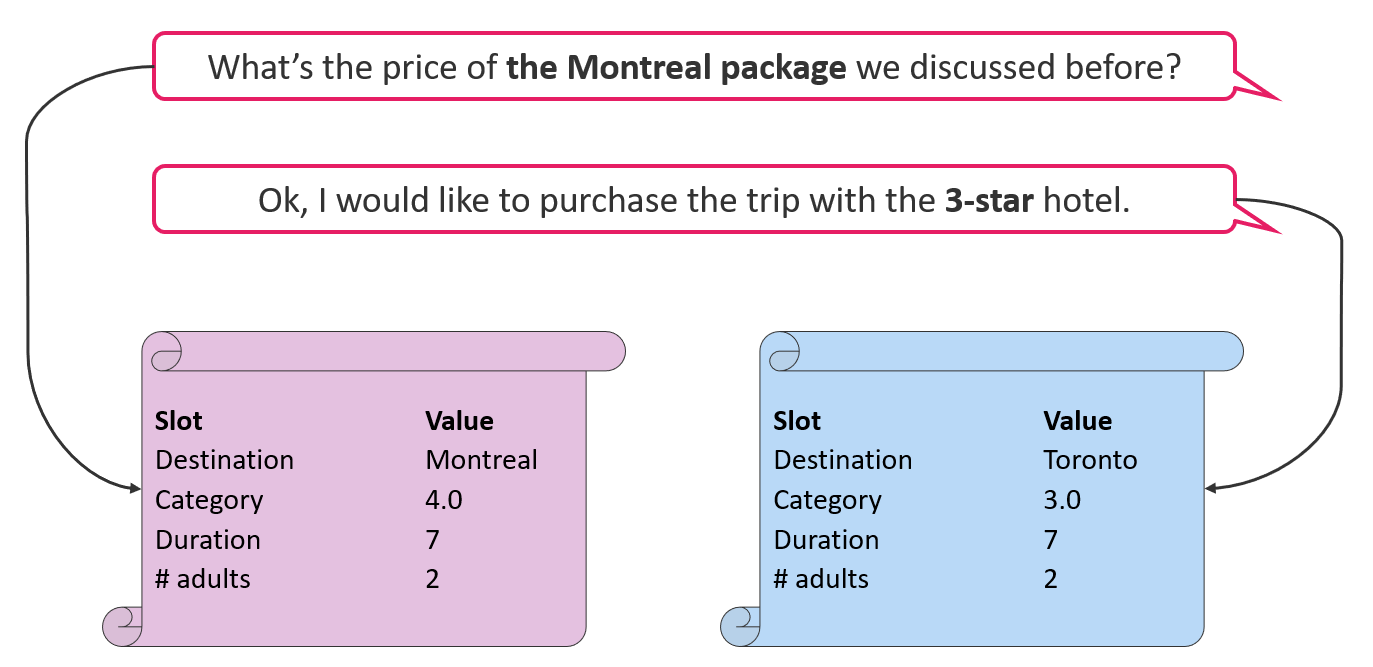 What’s the price of the Montreal package we discussed before?
Ok, I would like to purchase the trip with the 3-star hotel.
Slot Value
Destination Montreal
Category 4.0
Duration 7
# adults 2
Slot Value
Destination Toronto
Category 3.0
Duration 7
# adults 2